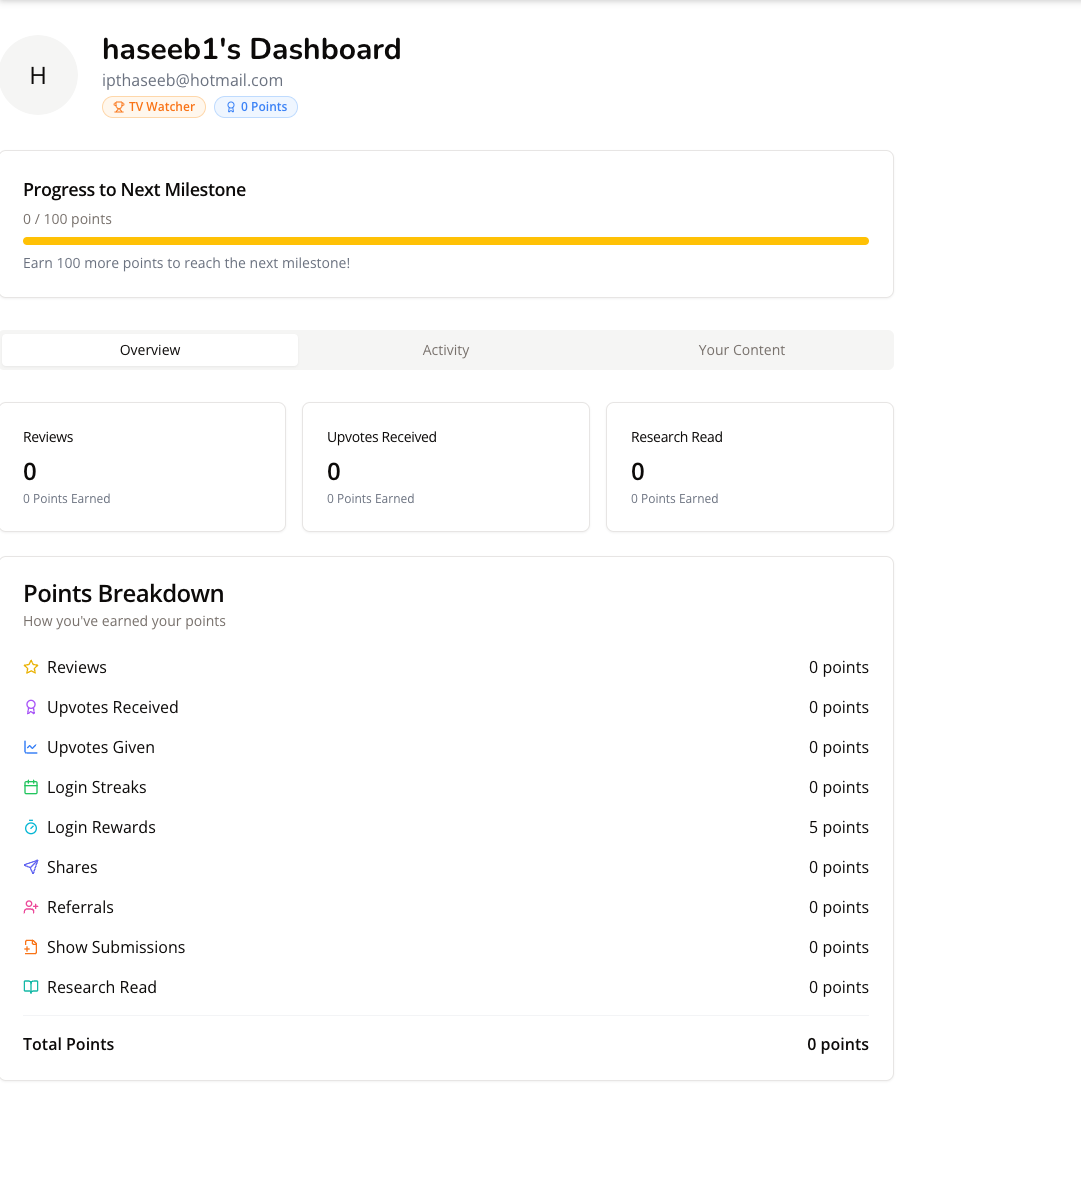 H
haseeb1's Dashboard
ipthaseeb@hotmail.com
TV Watcher
0 Points
Progress to Next Milestone
0 / 100 points
Earn 100 more points to reach the next milestone!
Overview
Activity
Your Content
Reviews
0
0 Points Earned
Upvotes Received
0
0 Points Earned
Research Read
0
0 Points Earned
Points Breakdown
How you've earned your points
Reviews 0 points
Upvotes Received 0 points
Upvotes Given 0 points
Login Streaks 0 points
Login Rewards 5 points
Shares 0 points
Referrals 0 points
Show Submissions 0 points
Research Read 0 points
Total Points 0 points